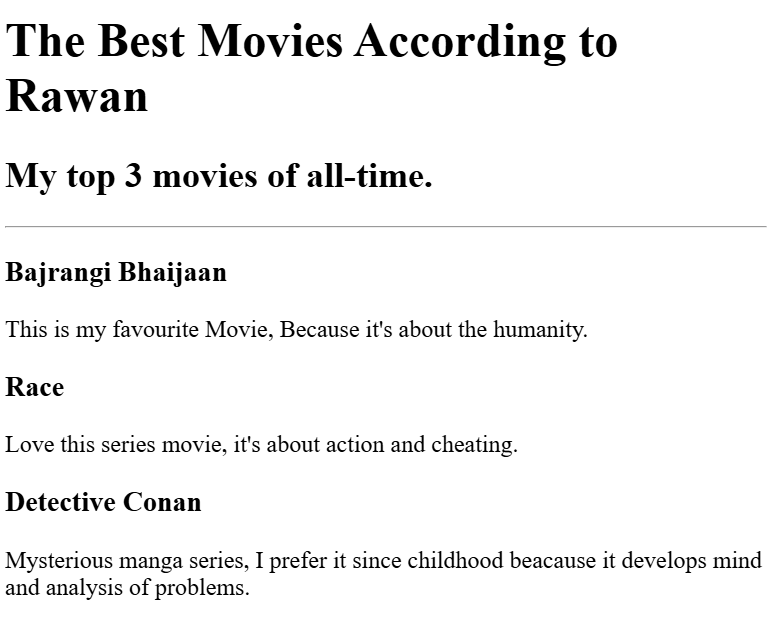 The Best Movies According to
Rawan
My top 3 movies of all-time.
Bajrangi Bhaijaan
This is my favourite Movie, Because it's about the humanity.
Race
Love this series movie, it's about action and cheating.
Detective Conan
Mysterious manga series, I prefer it since childhood beacause it develops mind
and analysis of problems.